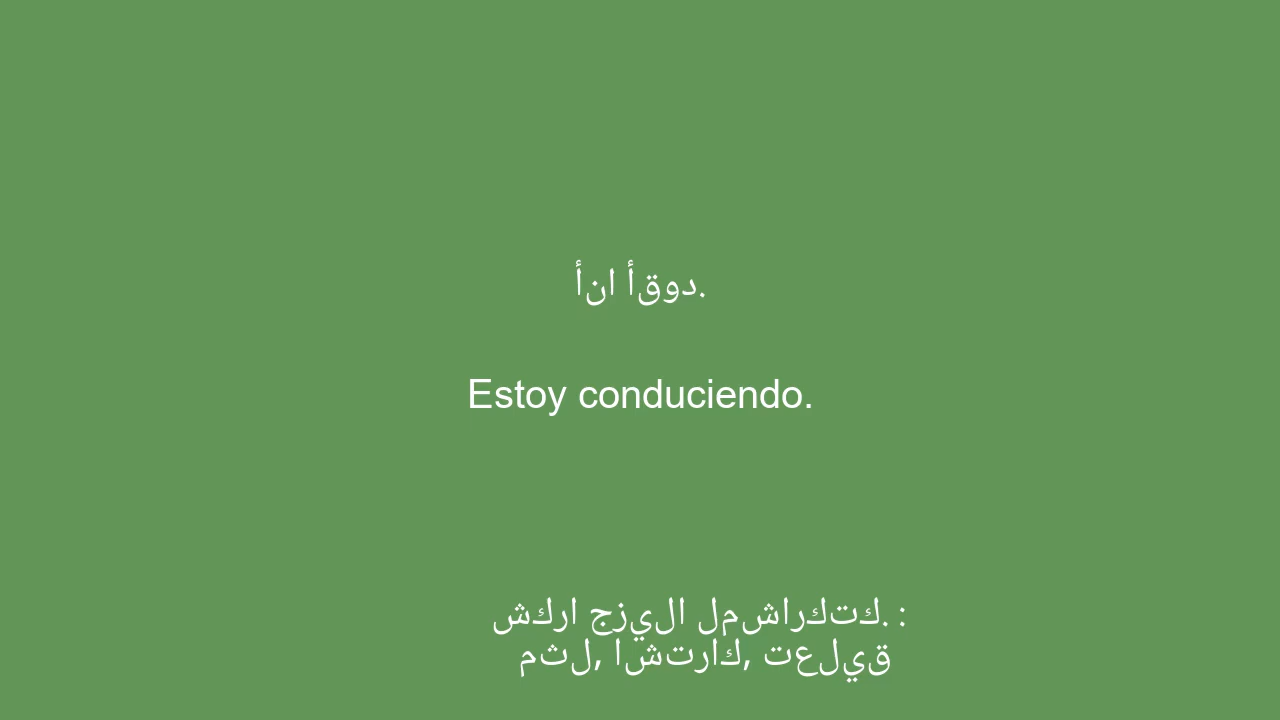 أنا أقود.
Estoy conduciendo.
شكرا جزيلا لمشاركتك. :
مثل, اشتراك, تعليق